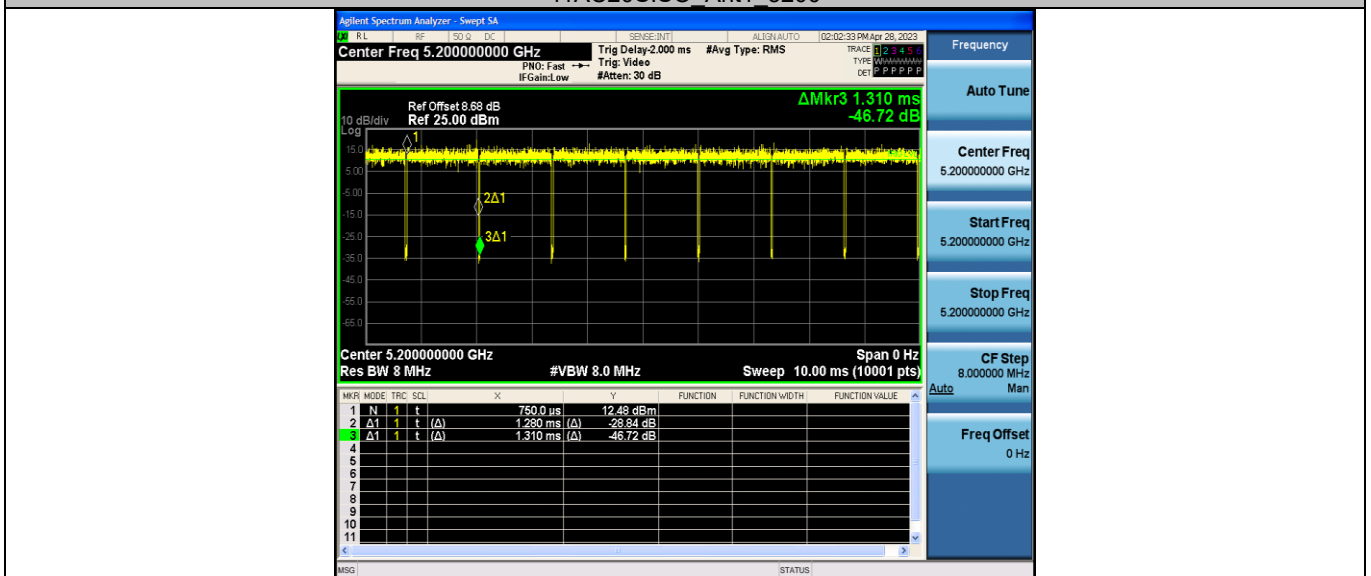 Agilent Spectrum Analyzer - Swept SA
RL RF 50 Ω DC SENSE:INT ALIGNAUTO 02:02:33 PM Apr 28, 2023
Center Freq 5.200000000 GHz
PNO: Fast
IFGain:Low
Trig Delay-2.000 ms
Trig: Video
#Atten: 30 dB
#Avg Type: RMS
TRACE 1 2 3 4 5 6
TYPE W
DET P P P P P P
ΔMkr3 1.310 ms
-46.72 dB
Ref Offset 8.68 dB
10 dB/div Ref 25.00 dBm
Log
15.0
5.00
-5.00
-15.0
-25.0
-35.0
-45.0
-55.0
-65.0
1
2Δ1
3Δ1
Center 5.200000000 GHz Span 0 Hz
Res BW 8 MHz #VBW 8.0 MHz Sweep 10.00 ms (10001 pts)
MKR MODE TRC SCL X Y FUNCTION FUNCTION WIDTH FUNCTION VALUE
1 N 1 t 750.0 µs 12.48 dBm
2 Δ1 1 t (Δ) 1.280 ms (Δ) -28.84 dB
3 Δ1 1 t (Δ) 1.310 ms (Δ) -46.72 dB
4
5
6
7
8
9
10
11
MSG STATUS
Frequency
Auto Tune
Center Freq
5.200000000 GHz
Start Freq
5.200000000 GHz
Stop Freq
5.200000000 GHz
CF Step
8.000000 MHz
Auto Man
Freq Offset
0 Hz